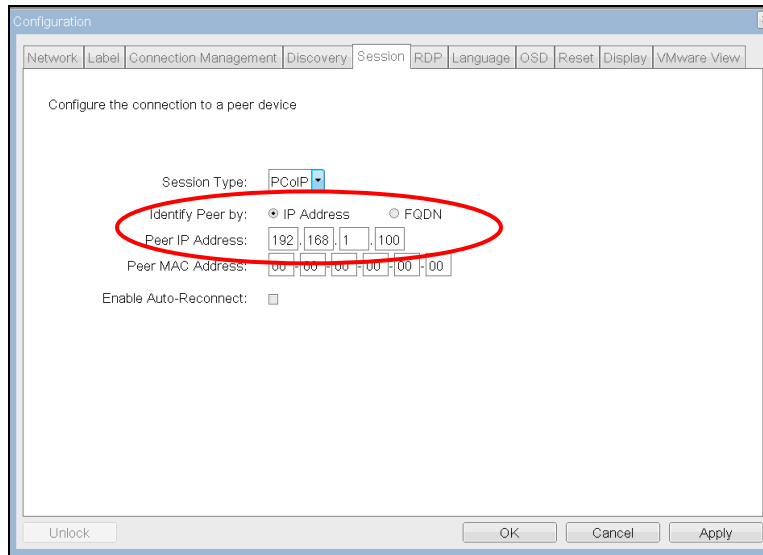 Configuration
Network Label Connection Management Discovery Session RDP Language OSD Reset Display VMware View
Configure the connection to a peer device
Session Type: PCoIP
Identify Peer by: IP Address FQDN
Peer IP Address: 192 . 168 . 1 . 100
Peer MAC Address: 00 - 00 - 00 - 00 - 00 - 00
Enable Auto-Reconnect:
Unlock OK Cancel Apply